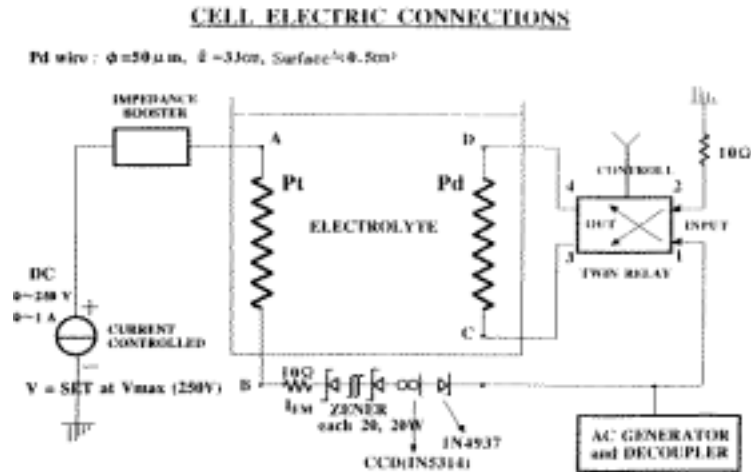 CELL ELECTRIC CONNECTIONS
Pd wire : ϕ=50μm, ℓ=33cm, Surface≒0.5cm²
IMPEDANCE
BOOSTER
A
D
10Ω
Pt
Pd
CONTROLL
4
2
OUT
INPUT
ELECTROLYTE
3
1
TWIN RELAY
DC
0~250 V
0~1 A
+
CURRENT
CONTROLLED
−
C
V = SET at Vmax (250V)
B
10Ω
ZENER
each 20, 20W
1N4937
CCD(1N5314)
AC GENERATOR
and DECOUPLER